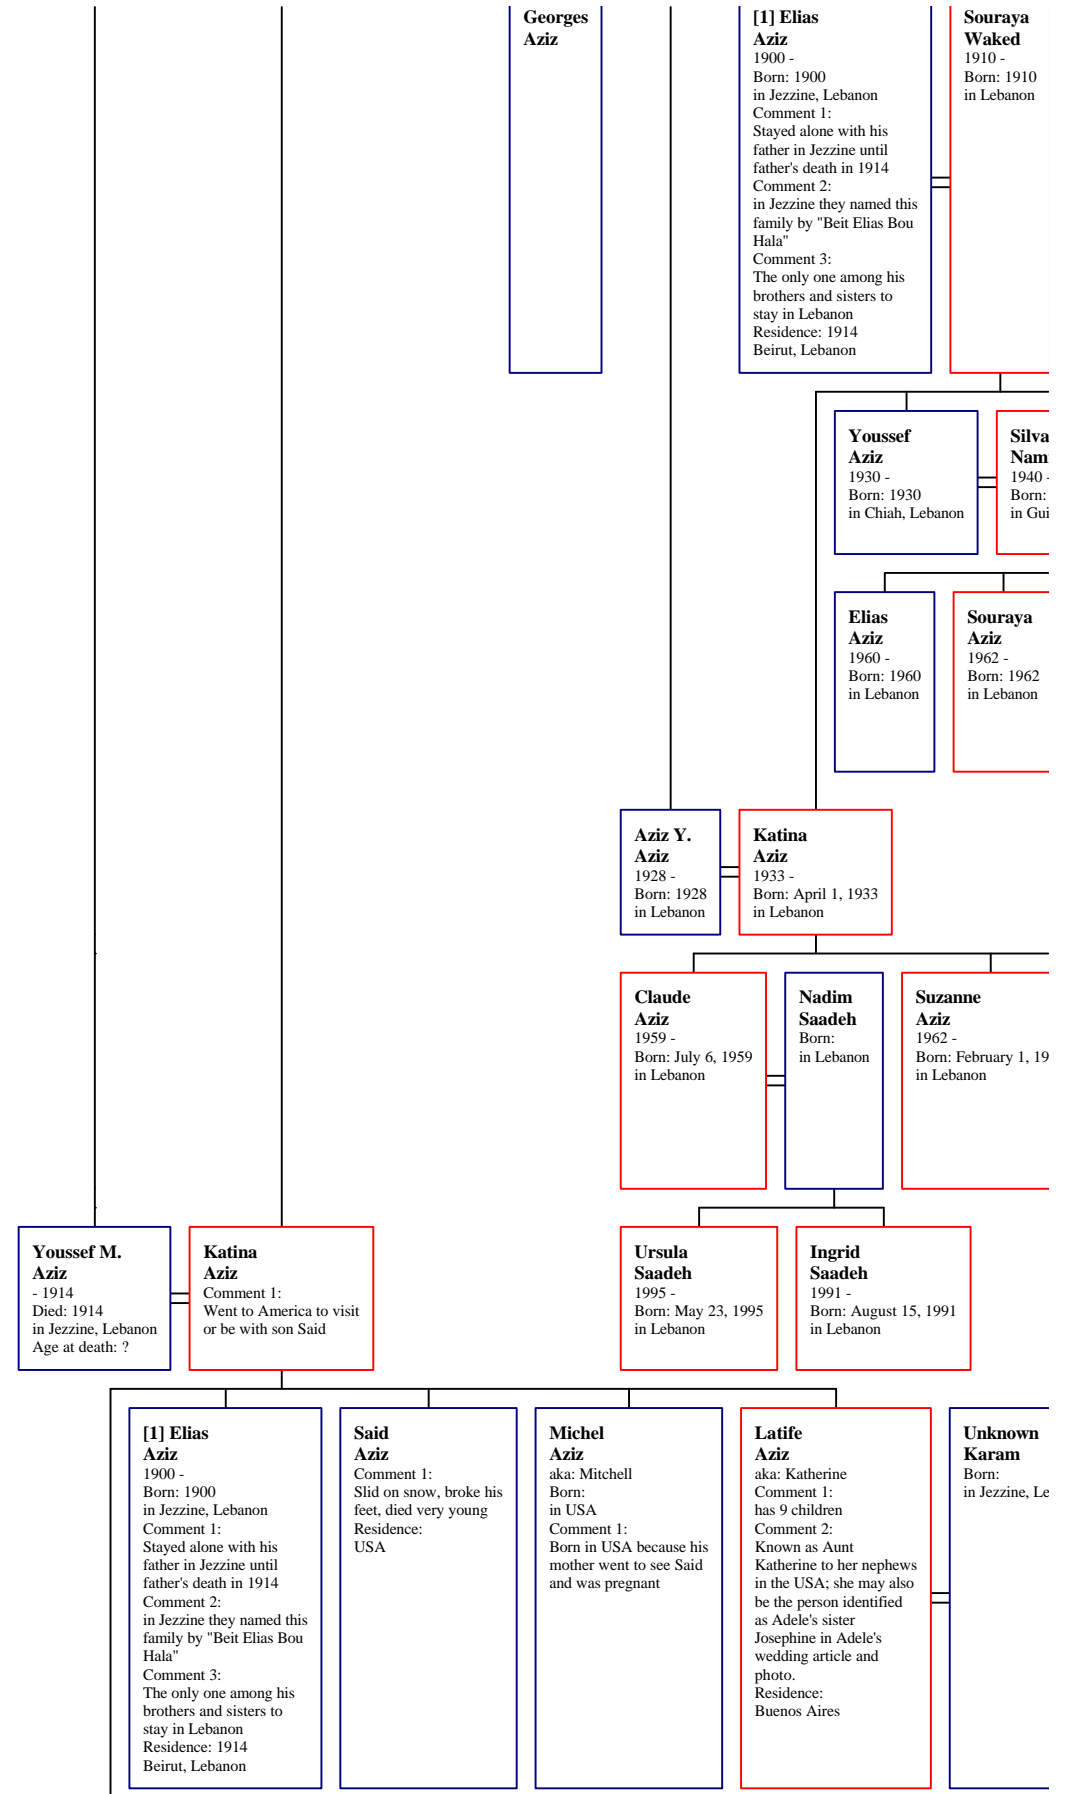 Georges
Aziz
[1] Elias
Aziz
1900 -
Born: 1900
in Jezzine, Lebanon
Comment 1:
Stayed alone with his
father in Jezzine until
father's death in 1914
Comment 2:
in Jezzine they named this
family by "Beit Elias Bou
Hala"
Comment 3:
The only one among his
brothers and sisters to
stay in Lebanon
Residence: 1914
Beirut, Lebanon
Souraya
Waked
1910 -
Born: 1910
in Lebanon
Youssef
Aziz
1930 -
Born: 1930
in Chiah, Lebanon
Silva
Nam
1940 -
Born:
in Gui
Elias
Aziz
1960 -
Born: 1960
in Lebanon
Souraya
Aziz
1962 -
Born: 1962
in Lebanon
Aziz Y.
Aziz
1928 -
Born: 1928
in Lebanon
Katina
Aziz
1933 -
Born: April 1, 1933
in Lebanon
Claude
Aziz
1959 -
Born: July 6, 1959
in Lebanon
Nadim
Saadeh
Born:
in Lebanon
Suzanne
Aziz
1962 -
Born: February 1, 19
in Lebanon
Ursula
Saadeh
1995 -
Born: May 23, 1995
in Lebanon
Ingrid
Saadeh
1991 -
Born: August 15, 1991
in Lebanon
Youssef M.
Aziz
- 1914
Died: 1914
in Jezzine, Lebanon
Age at death: ?
Katina
Aziz
Comment 1:
Went to America to visit
or be with son Said
[1] Elias
Aziz
1900 -
Born: 1900
in Jezzine, Lebanon
Comment 1:
Stayed alone with his
father in Jezzine until
father's death in 1914
Comment 2:
in Jezzine they named this
family by "Beit Elias Bou
Hala"
Comment 3:
The only one among his
brothers and sisters to
stay in Lebanon
Residence: 1914
Beirut, Lebanon
Said
Aziz
Comment 1:
Slid on snow, broke his
feet, died very young
Residence:
USA
Michel
Aziz
aka: Mitchell
Born:
in USA
Comment 1:
Born in USA because his
mother went to see Said
and was pregnant
Latife
Aziz
aka: Katherine
Comment 1:
has 9 children
Comment 2:
Known as Aunt
Katherine to her nephews
in the USA; she may also
be the person identified
as Adele's sister
Josephine in Adele's
wedding article and
photo.
Residence:
Buenos Aires
Unknown
Karam
Born:
in Jezzine, Le